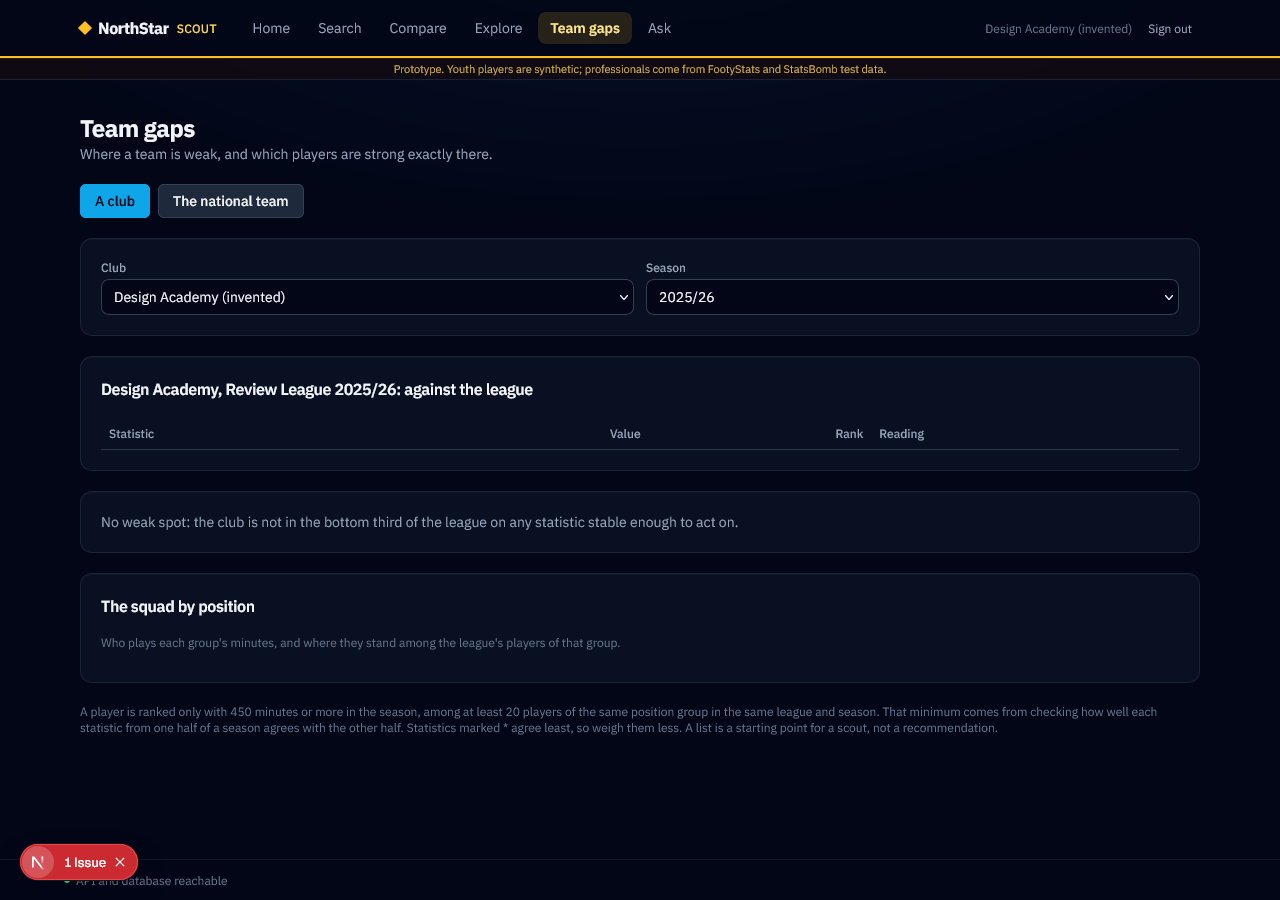 NorthStar SCOUT Home Search Compare Explore Team gaps Ask Design Academy (invented) Sign out
Prototype. Youth players are synthetic; professionals come from FootyStats and StatsBomb test data.
Team gaps
Where a team is weak, and which players are strong exactly there.
A club The national team
Club Season
Design Academy (invented) 2025/26
Design Academy, Review League 2025/26: against the league
Statistic Value Rank Reading
No weak spot: the club is not in the bottom third of the league on any statistic stable enough to act on.
The squad by position
Who plays each group's minutes, and where they stand among the league's players of that group.
A player is ranked only with 450 minutes or more in the season, among at least 20 players of the same position group in the same league and season. That minimum comes from checking how well each
statistic from one half of a season agrees with the other half. Statistics marked * agree least, so weigh them less. A list is a starting point for a scout, not a recommendation.
N 1 Issue
API and database reachable